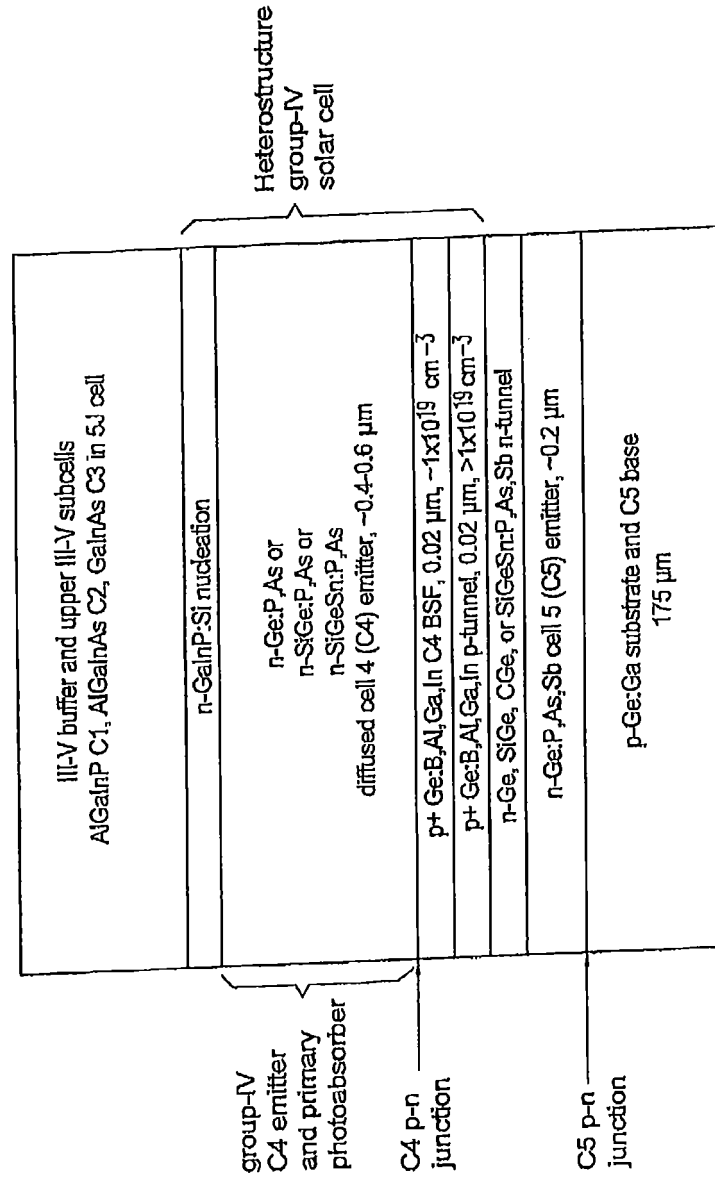 III-V buffer and upper III-V subcells
AlGaInP C1, AlGaInAs C2, GaInAs C3 in 5J cell
n-GaInP:Si nucleation
n-Ge:P,As or
n-SiGe:P,As or
n-SiGeSn:P,As
diffused cell 4 (C4) emitter, ~0.4-0.6 µm
p+ Ge:B,Al,Ga,In C4 BSF, 0.02 µm, ~1x1019 cm-3
p+ Ge:B,Al,Ga,In p-tunnel, 0.02 µm, >1x1019 cm-3
n-Ge, SiGe, CGe, or SiGeSn:P,As,Sb n-tunnel
n-Ge:P,As,Sb cell 5 (C5) emitter, ~0.2 µm
p-Ge:Ga substrate and C5 base
175 µm
group-IV
C4 emitter
and primary
photoabsorber
C4 p-n
junction
C5 p-n
junction
Heterostructure
group-IV
solar cell